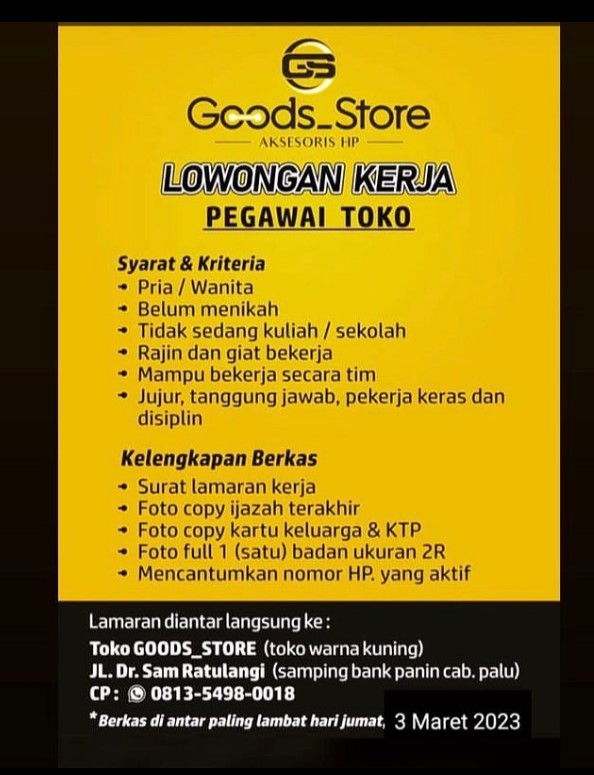 GS
Goods_Store
AKSESORIS HP
LOWONGAN KERJA
PEGAWAI TOKO
Syarat & Kriteria
➙ Pria / Wanita
➙ Belum menikah
➙ Tidak sedang kuliah / sekolah
➙ Rajin dan giat bekerja
➙ Mampu bekerja secara tim
➙ Jujur, tanggung jawab, pekerja keras dan
disiplin
Kelengkapan Berkas
➙ Surat lamaran kerja
➙ Foto copy ijazah terakhir
➙ Foto copy kartu keluarga & KTP
➙ Foto full 1 (satu) badan ukuran 2R
➙ Mencantumkan nomor HP. yang aktif
Lamaran diantar langsung ke :
Toko GOODS_STORE (toko warna kuning)
JL. Dr. Sam Ratulangi (samping bank panin cab. palu)
CP : 0813-5498-0018
*Berkas di antar paling lambat hari jumat, 3 Maret 2023